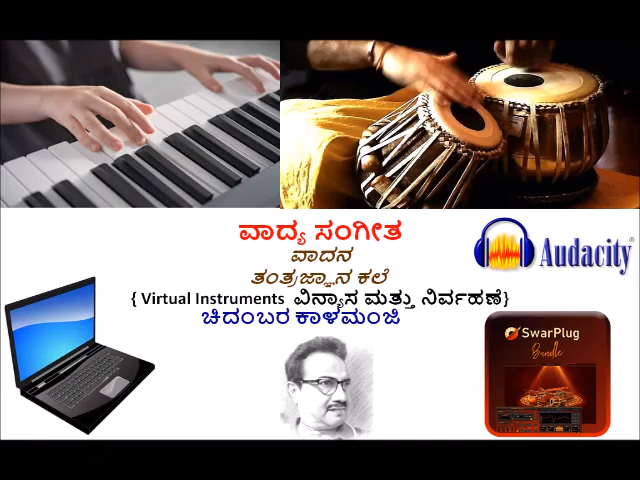 ವಾದ್ಯ ಸಂಗೀತ
ವಾದನ
ತಂತ್ರಜ್ಞಾನ ಕಲೆ
{ Virtual Instruments ವಿನ್ಯಾಸ ಮತ್ತು ನಿರ್ವಹಣೆ}
ಚಿದಂಬರ ಕಾಳಮಂಜಿ
Audacity®
SwarPlug
Bundle